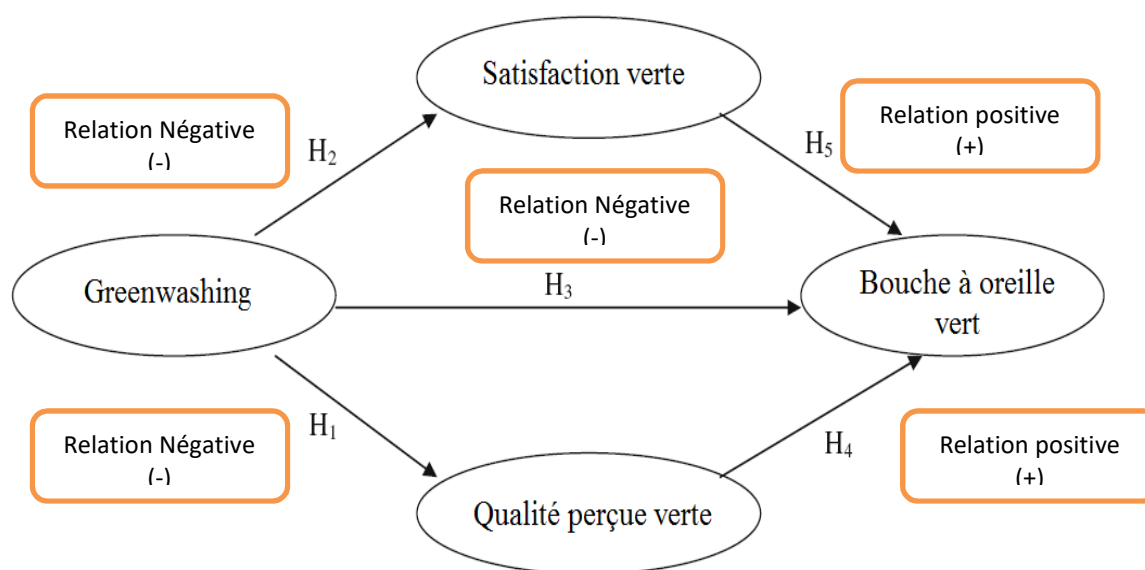 Satisfaction verte
Relation Négative
(-)
H₂
Relation positive
(+)
H₅
Relation Négative
(-)
Greenwashing
H₃
Bouche à oreille
vert
Relation Négative
(-)
H₁
H₄
Relation positive
(+)
Qualité perçue verte